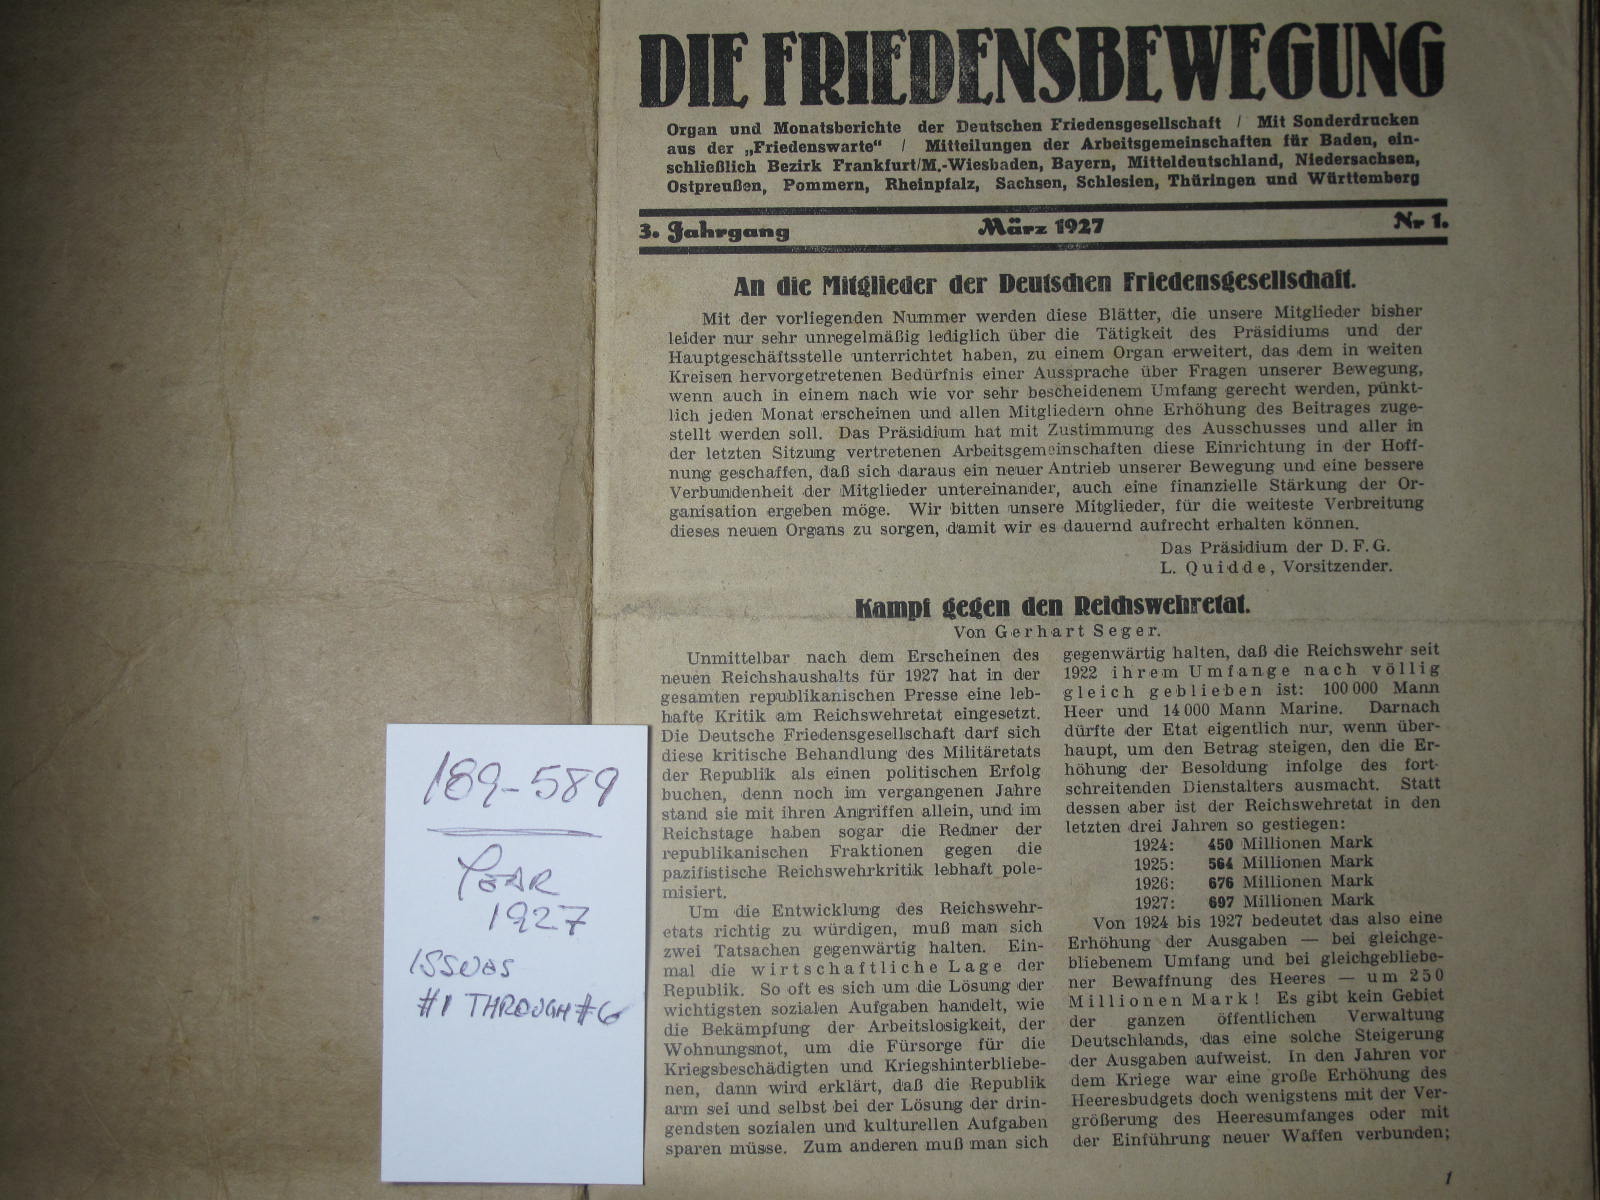 DIE FRIEDENSBEWEGUNG
Organ und Monatsberichte der Deutschen Friedensgesellschaft / Mit Sonderdrucken
aus der „Friedenswarte“ / Mitteilungen der Arbeitsgemeinschaften für Baden, ein-
schließlich Bezirk Frankfurt/M.-Wiesbaden, Bayern, Mitteldeutschland, Niedersachsen,
Ostpreußen, Pommern, Rheinpfalz, Sachsen, Schlesien, Thüringen und Württemberg
3. Jahrgang März 1927 Nr 1.
An die Mitglieder der Deutschen Friedensgesellschaft.
Mit der vorliegenden Nummer werden diese Blätter, die unsere Mitglieder bisher
leider nur sehr unregelmäßig lediglich über die Tätigkeit des Präsidiums und der
Hauptgeschäftsstelle unterrichtet haben, zu einem Organ erweitert, das dem in weiten
Kreisen hervorgetretenen Bedürfnis einer Aussprache über Fragen unserer Bewegung,
wenn auch in einem nach wie vor sehr bescheidenem Umfang gerecht werden, pünkt-
lich jeden Monat erscheinen und allen Mitgliedern ohne Erhöhung des Beitrages zuge-
stellt werden soll. Das Präsidium hat mit Zustimmung des Ausschusses und aller in
der letzten Sitzung vertretenen Arbeitsgemeinschaften diese Einrichtung in der Hoff-
nung geschaffen, daß sich daraus ein neuer Antrieb unserer Bewegung und eine bessere
Verbundenheit der Mitglieder untereinander, auch eine finanzielle Stärkung der Or-
ganisation ergeben möge. Wir bitten unsere Mitglieder, für die weiteste Verbreitung
dieses neuen Organs zu sorgen, damit wir es dauernd aufrecht erhalten können.
Das Präsidium der D. F. G.
L. Quidde, Vorsitzender.
Kampf gegen den Reichswehretat.
Von Gerhart Seger.
Unmittelbar nach dem Erscheinen des
neuen Reichshaushalts für 1927 hat in der
gesamten republikanischen Presse eine leb-
hafte Kritik am Reichswehretat eingesetzt.
Die Deutsche Friedensgesellschaft darf sich
diese kritische Behandlung des Militäretats
der Republik als einen politischen Erfolg
buchen, denn noch im vergangenen Jahre
stand sie mit ihren Angriffen allein, und im
Reichstage haben sogar die Redner der
republikanischen Fraktionen gegen die
pazifistische Reichswehrkritik lebhaft pole-
misiert.
Um die Entwicklung des Reichswehr-
etats richtig zu würdigen, muß man sich
zwei Tatsachen gegenwärtig halten. Ein-
mal die wirtschaftliche Lage der
Republik. So oft es sich um die Lösung der
wichtigsten sozialen Aufgaben handelt, wie
die Bekämpfung der Arbeitslosigkeit, der
Wohnungsnot, um die Fürsorge für die
Kriegsbeschädigten und Kriegshinterbliebe-
nen, dann wird erklärt, daß die Republik
arm sei und selbst bei der Lösung der drin-
gendsten sozialen und kulturellen Aufgaben
sparen müsse. Zum anderen muß man sich
gegenwärtig halten, daß die Reichswehr seit
1922 ihrem Umfange nach völlig
gleich geblieben ist: 100 000 Mann
Heer und 14 000 Mann Marine. Darnach
dürfte der Etat eigentlich nur, wenn über-
haupt, um den Betrag steigen, den die Er-
höhung der Besoldung infolge des fort-
schreitenden Dienstalters ausmacht. Statt
dessen aber ist der Reichswehretat in den
letzten drei Jahren so gestiegen:
1924: 450 Millionen Mark
1925: 564 Millionen Mark
1926: 676 Millionen Mark
1927: 697 Millionen Mark
Von 1924 bis 1927 bedeutet das also eine
Erhöhung der Ausgaben — bei gleichge-
bliebenem Umfang und bei gleichgebliebe-
ner Bewaffnung des Heeres — um 250
Millionen Mark! Es gibt kein Gebiet
der ganzen öffentlichen Verwaltung
Deutschlands, das eine solche Steigerung
der Ausgaben aufweist. In den Jahren vor
dem Kriege war eine große Erhöhung des
Heeresbudgets doch wenigstens mit der Ver-
größerung des Heeresumfanges oder mit
der Einführung neuer Waffen verbunden;
1
189-589
YEAR
1927
ISSUES
#1 THROUGH #6